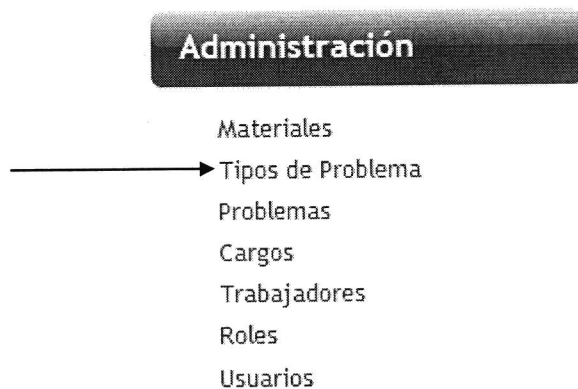 Administración
Materiales
Tipos de Problema
Problemas
Cargos
Trabajadores
Roles
Usuarios